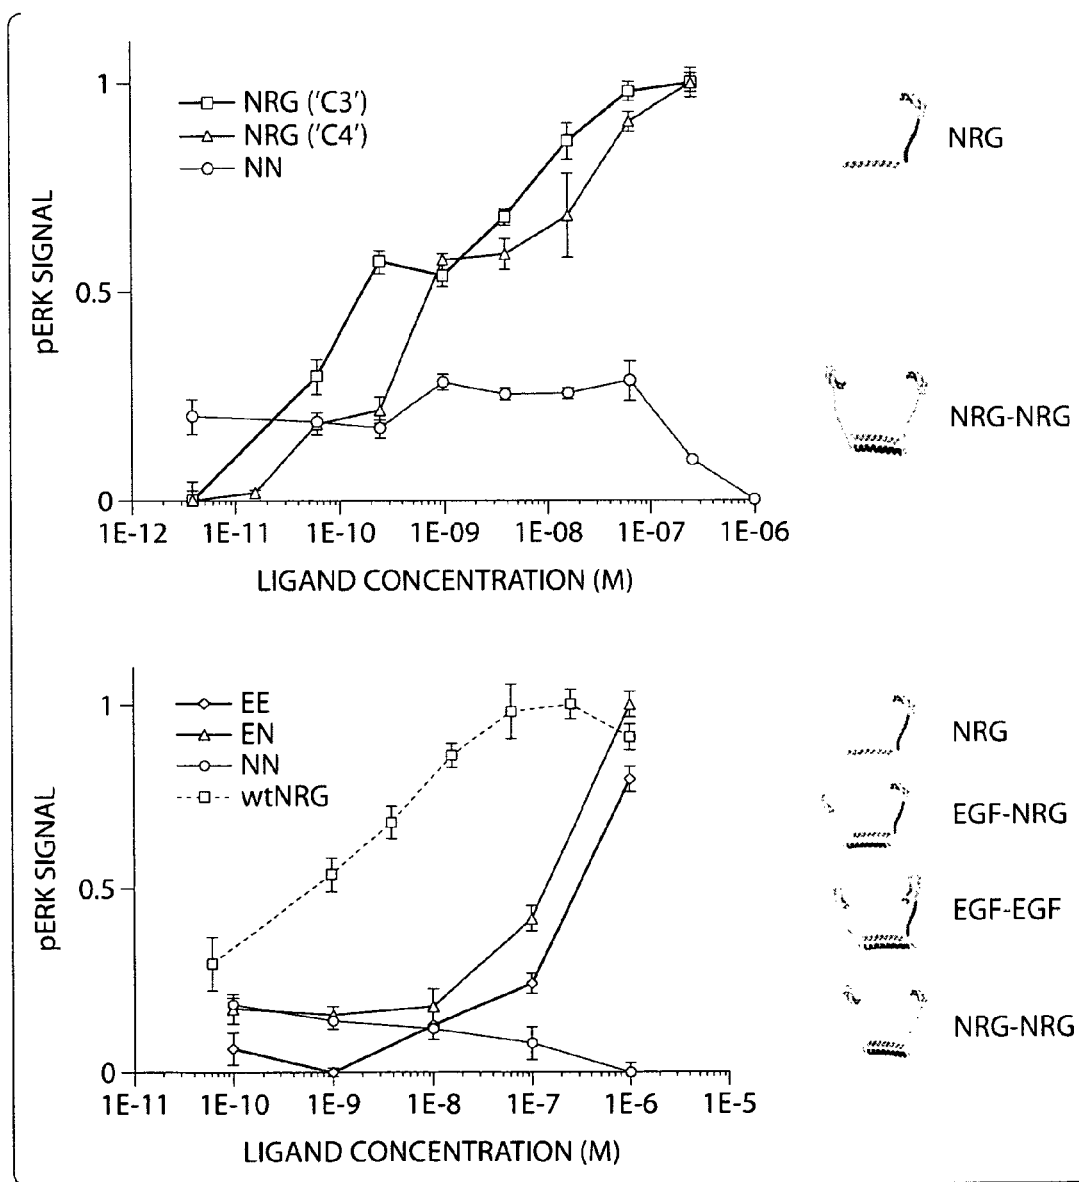 1
0.5
0
pERK SIGNAL
NRG ('C3')
NRG ('C4')
NN
1E-12 1E-11 1E-10 1E-09 1E-08 1E-07 1E-06
LIGAND CONCENTRATION (M)
NRG
NRG-NRG
1
0.5
0
pERK SIGNAL
EE
EN
NN
wtNRG
1E-11 1E-10 1E-9 1E-8 1E-7 1E-6 1E-5
LIGAND CONCENTRATION (M)
NRG
EGF-NRG
EGF-EGF
NRG-NRG